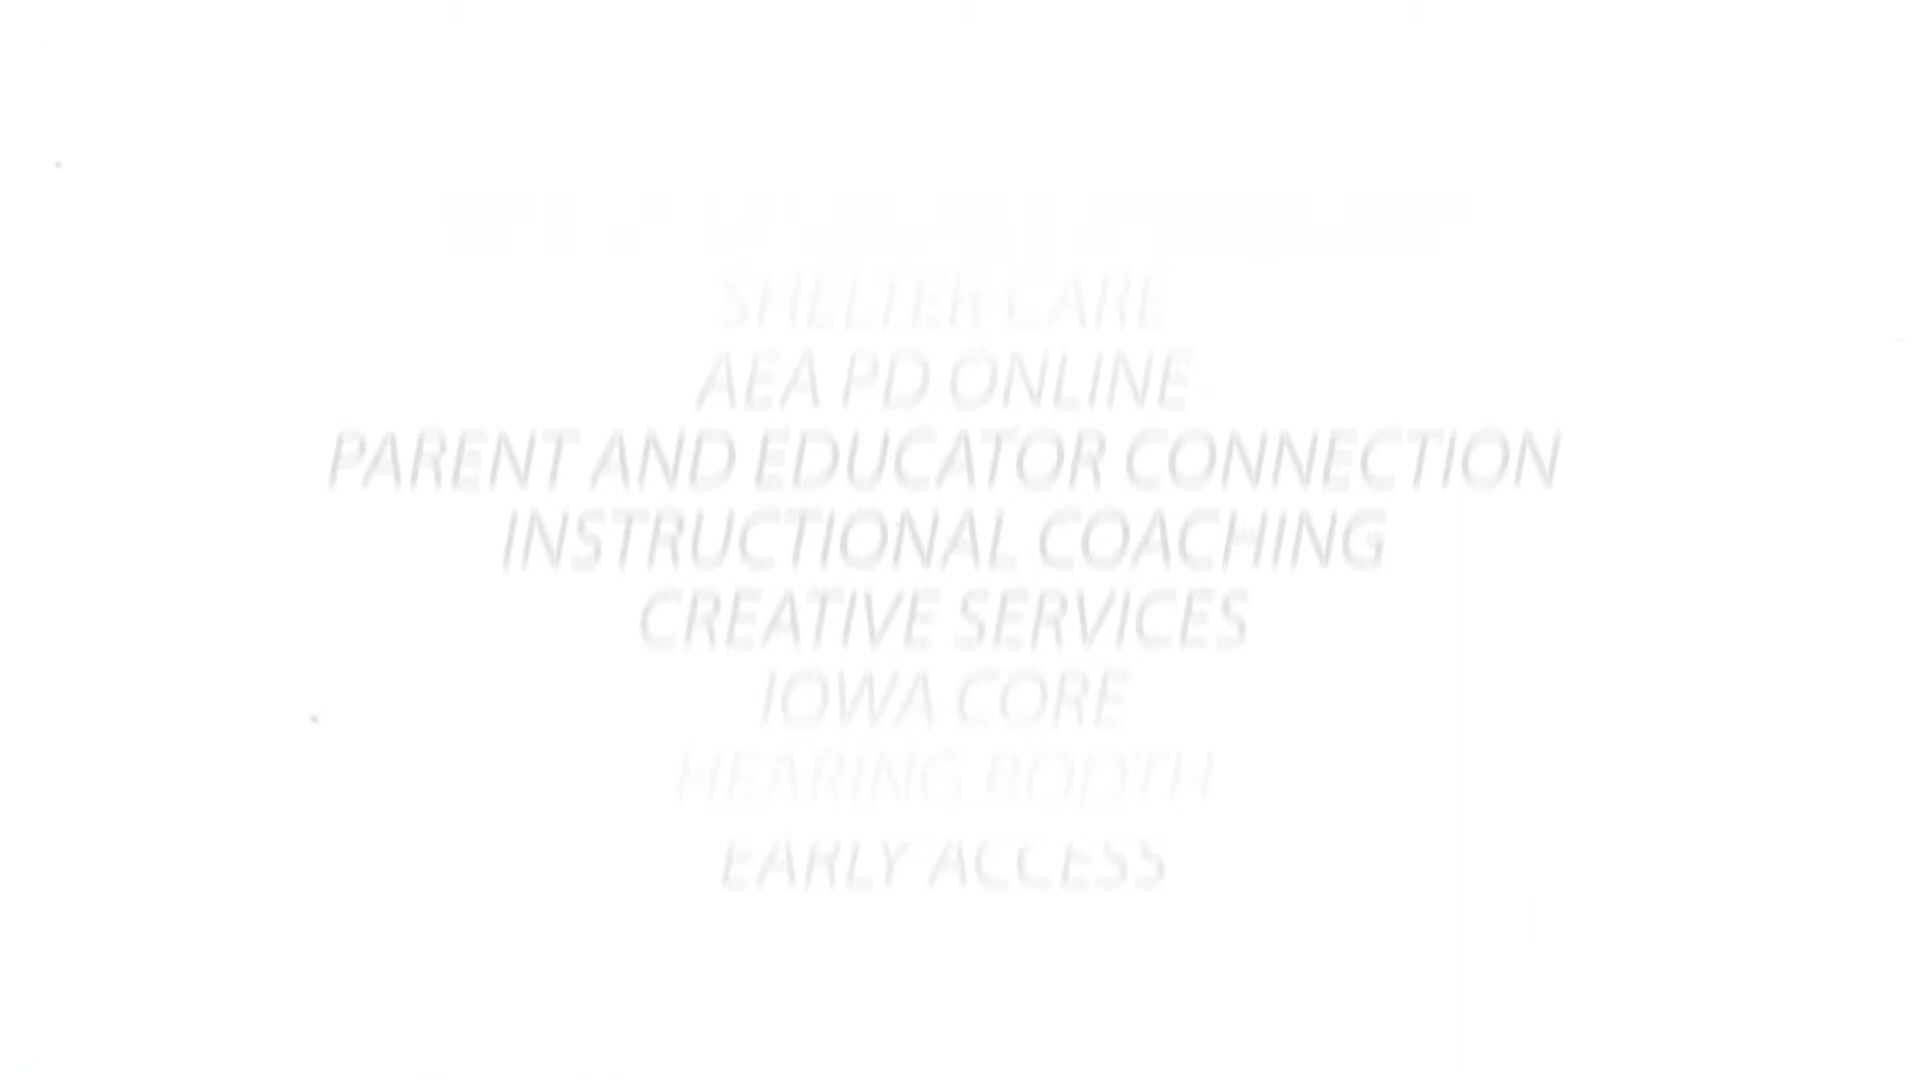 SHELTER CARE
AEA PD ONLINE
PARENT AND EDUCATOR CONNECTION
INSTRUCTIONAL COACHING
CREATIVE SERVICES
IOWA CORE
HEARING BOOTH
EARLY ACCESS